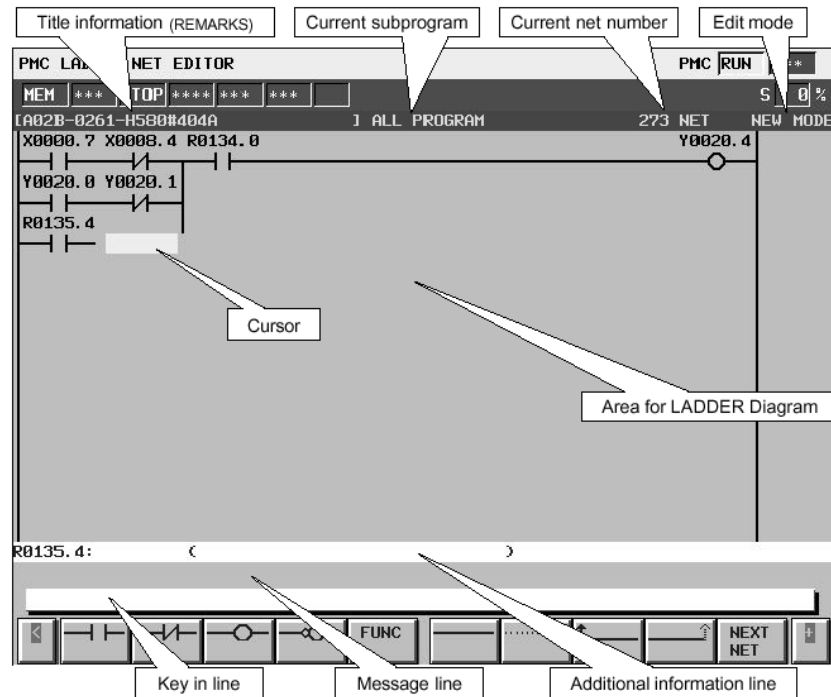 Title information (REMARKS) Current subprogram Current net number Edit mode
PMC LAD NET EDITOR PMC RUN **
MEM *** TOP **** *** *** S 0 %
[A02B-0261-H580#404A ] ALL PROGRAM 273 NET NEW MODE
X0000.7 X0008.4 R0134.0 Y0020.4
Y0020.0 Y0020.1
R0135.4
Cursor
Area for LADDER Diagram
R0135.4: ( )
< FUNC NEXT NET +
Key in line Message line Additional information line